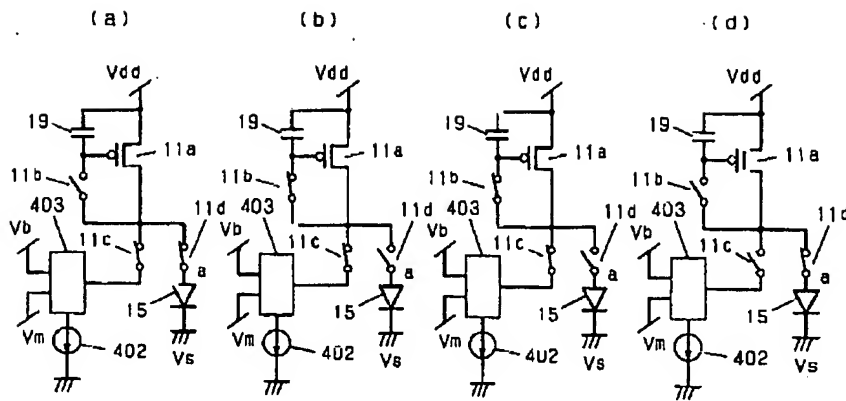 (a) (b) (c) (d)
Vdd Vdd Vdd Vdd
19 19 19 19
11a 11a 11a 11a
11b 11b 11b 11b
403 403 403 403
11d 11d 11d 11d
Vb Vb Vb Vb
11c 11c 11c 11c
a a a a
15 15 15 15
Vm Vm Vm Vm
402 402 402 402
Vs Vs Vs Vs